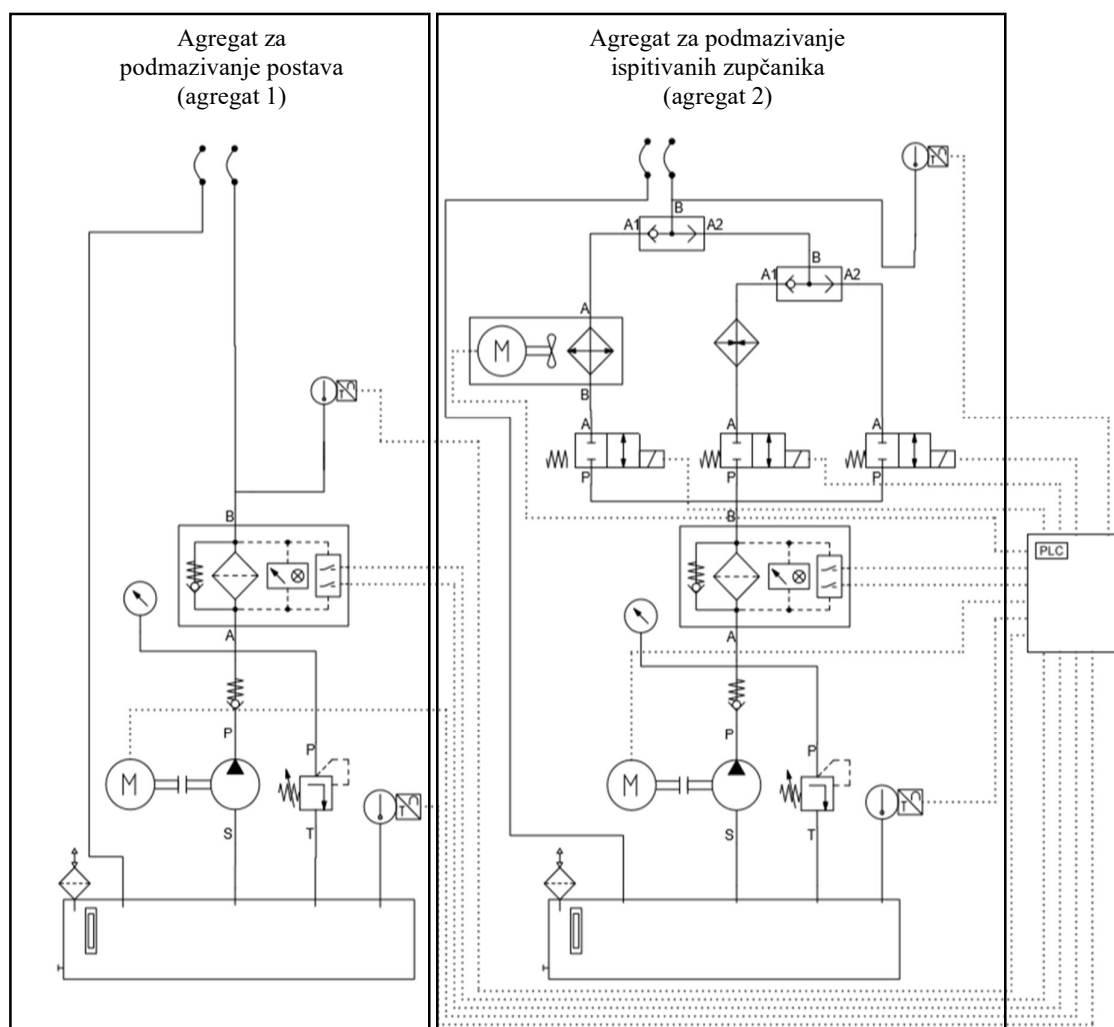 Agregat za
podmazivanje postava
(agregat 1)
Agregat za podmazivanje
ispitivanih zupčanika
(agregat 2)
B
A1
A2
B
A1
A2
A
M
B
A
A
A
P
P
P
T
B
B
PLC
A
A
P
P
M
S
T
T
P
P
M
S
T
T